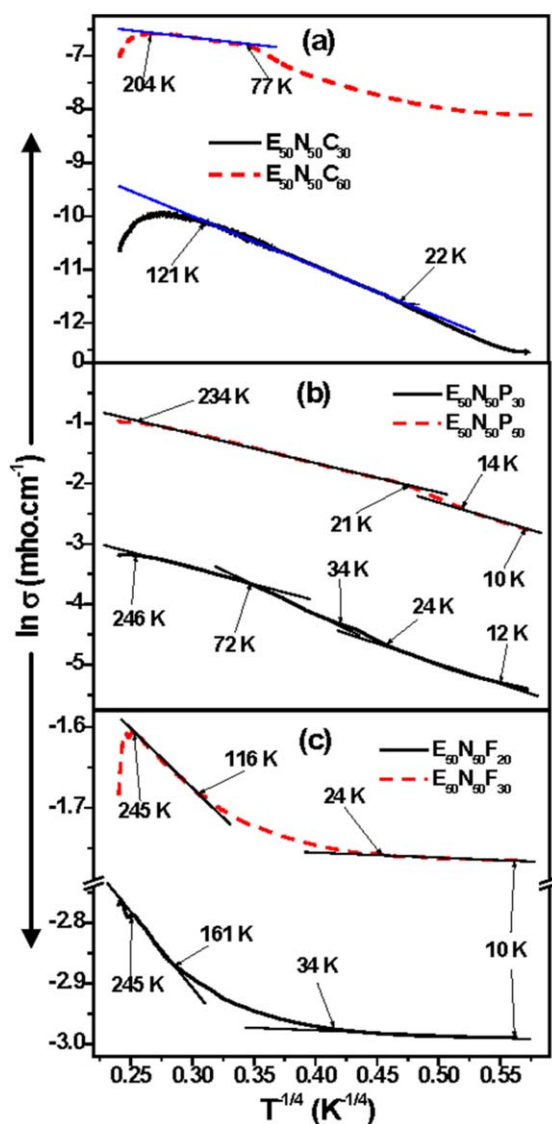 (a)
-6
-7
-8
-9
-10
-11
-12
0
204 K
77 K
E₅₀N₅₀C₃₀
E₅₀N₅₀C₆₀
121 K
22 K
(b)
-1
-2
-3
-4
-5
234 K
E₅₀N₅₀P₃₀
E₅₀N₅₀P₅₀
14 K
21 K
10 K
34 K
24 K
246 K
72 K
12 K
ln σ (mho.cm⁻¹)
(c)
-1.6
-1.7
-2.8
-2.9
-3.0
E₅₀N₅₀F₂₀
E₅₀N₅₀F₃₀
116 K
245 K
24 K
161 K
245 K
34 K
10 K
0.25 0.30 0.35 0.40 0.45 0.50 0.55
T⁻¹/⁴ (K⁻¹/⁴)